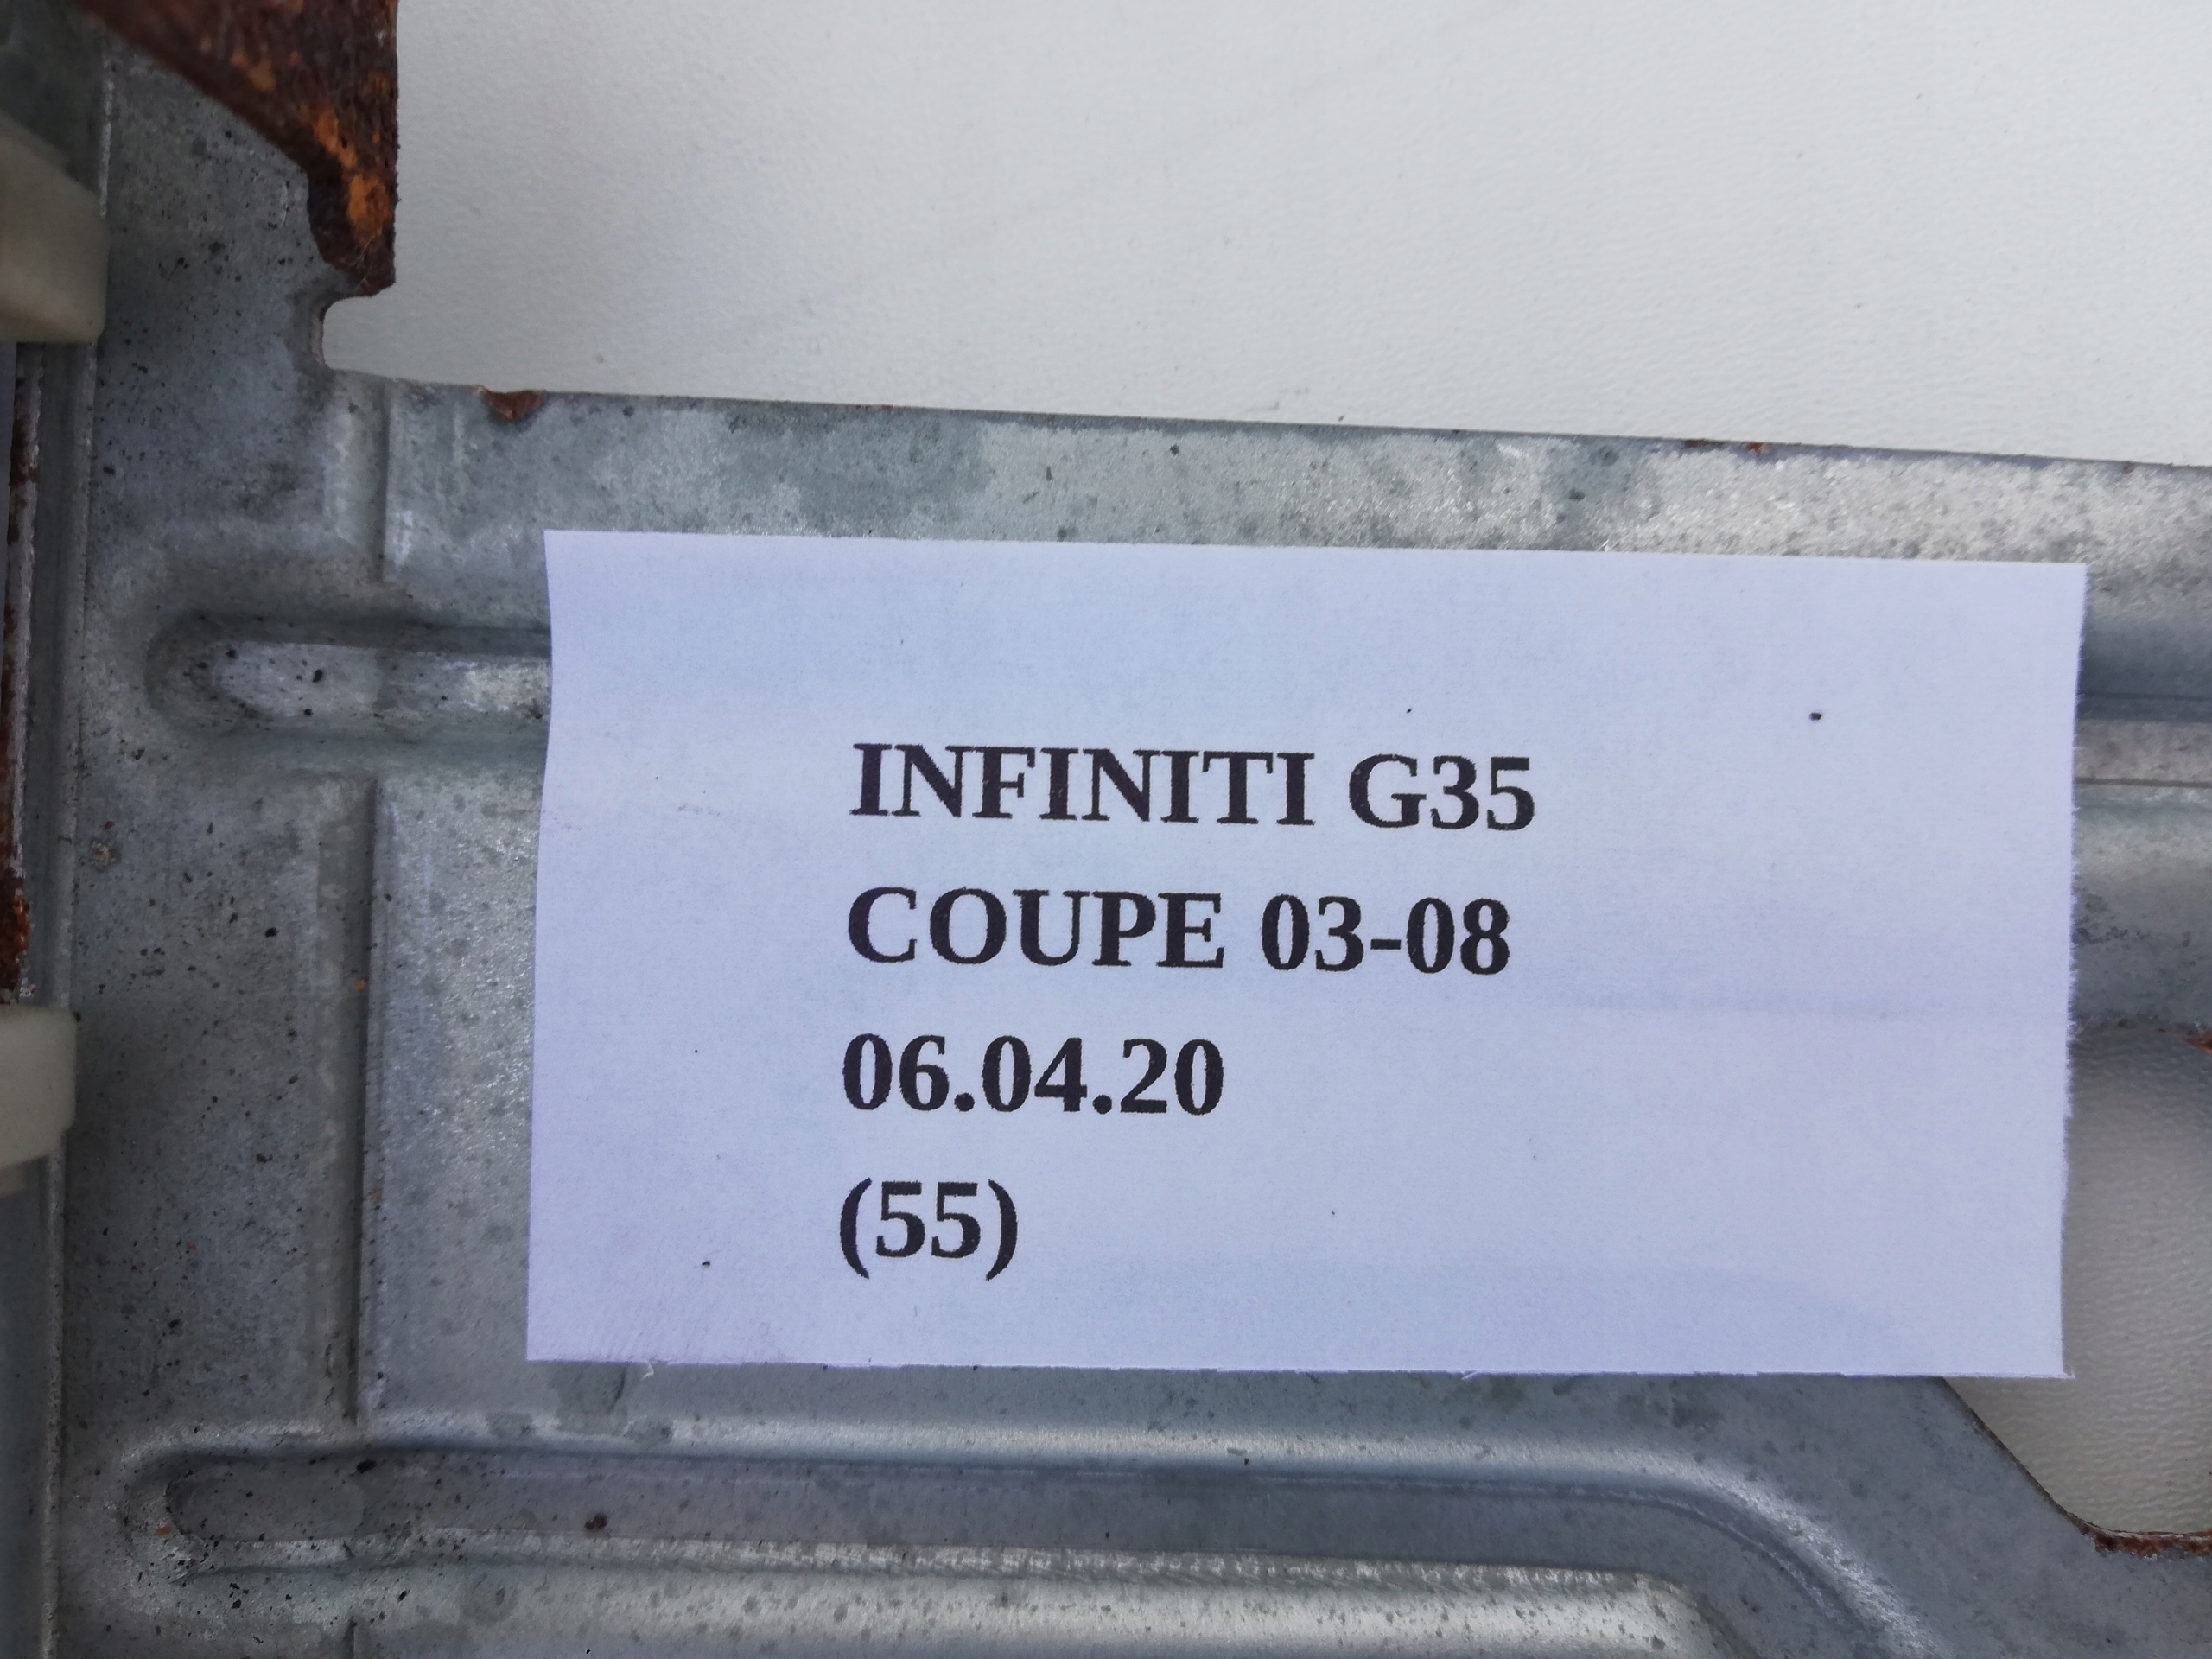 INFINITI G35
COUPE 03-08
06.04.20
(55)